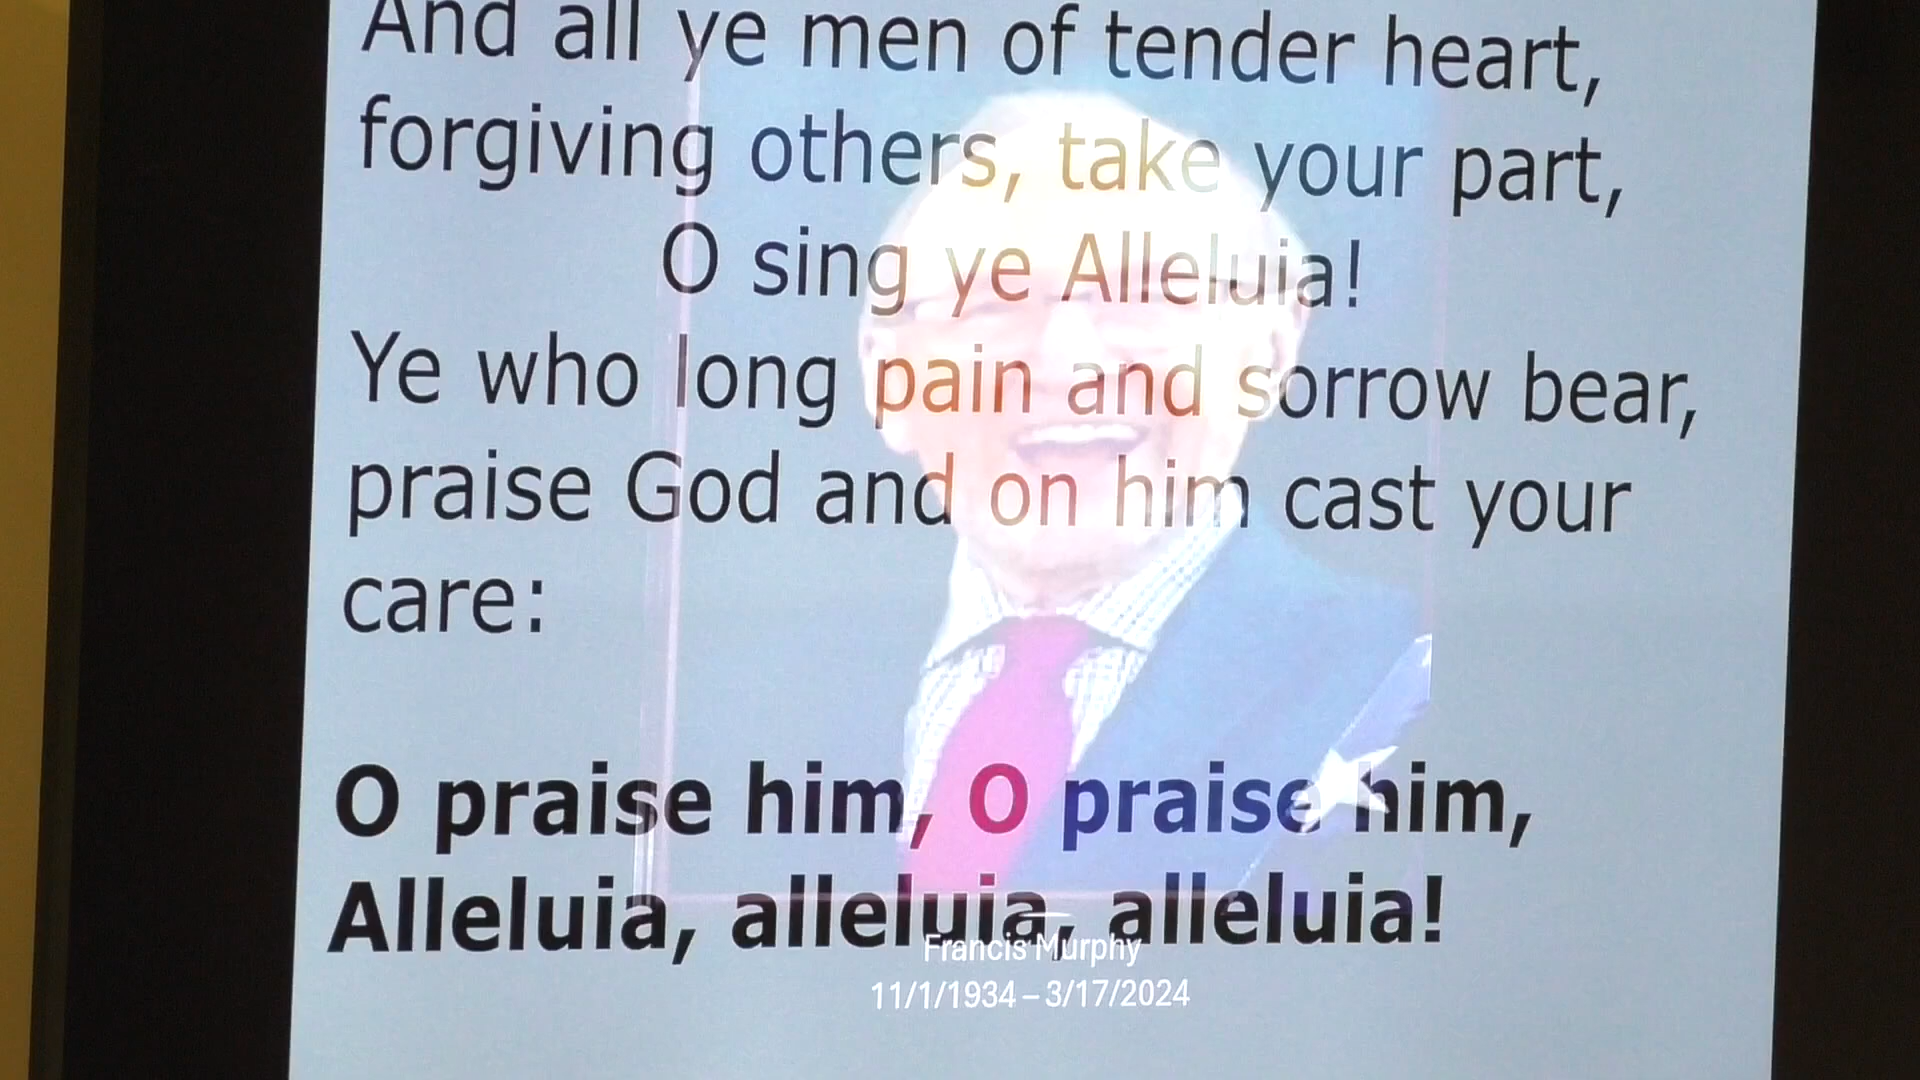 And all ye men of tender heart,
forgiving others, take your part,
O sing ye Alleluia!
Ye who long pain and sorrow bear,
praise God and on him cast your
care:
O praise him, O praise him,
Alleluia, alleluia, alleluia!
Francis Murphy
11/1/1934 – 3/17/2024